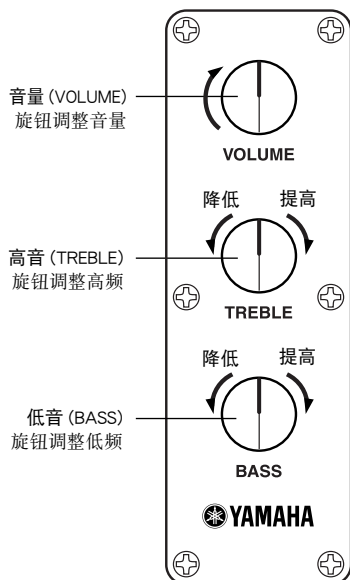 音量 (VOLUME)
旋钮调整音量
VOLUME
降低 提高
高音 (TREBLE)
旋钮调整高频
TREBLE
降低 提高
低音 (BASS)
旋钮调整低频
BASS
YAMAHA